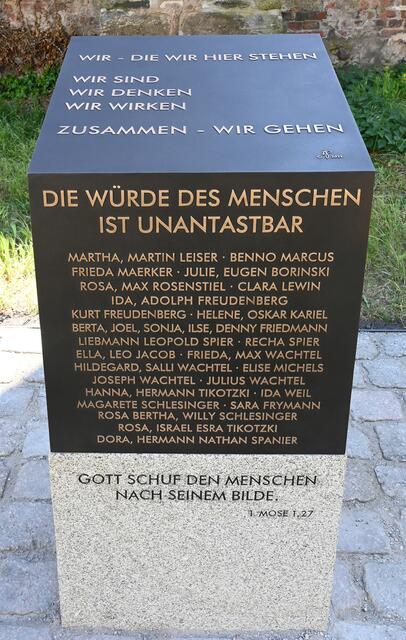 WIR - DIE WIR HIER STEHEN
WIR SIND
WIR DENKEN
WIR WIRKEN
ZUSAMMEN - WIR GEHEN
DIE WÜRDE DES MENSCHEN
IST UNANTASTBAR
MARTHA, MARTIN LEISER · BENNO MARCUS
FRIEDA MAERKER · JULIE, EUGEN BORINSKI
ROSA, MAX ROSENSTIEL · CLARA LEWIN
IDA, ADOLPH FREUDENBERG
KURT FREUDENBERG · HELENE, OSKAR KARIEL
BERTA, JOEL, SONJA, ILSE, DENNY FRIEDMANN
LIEBMANN LEOPOLD SPIER · RECHA SPIER
ELLA, LEO JACOB · FRIEDA, MAX WACHTEL
HILDEGARD, SALLI WACHTEL · ELISE MICHELS
JOSEPH WACHTEL · JULIUS WACHTEL
HANNA, HERMANN TIKOTZKI · IDA WEIL
MAGARETE SCHLESINGER · SARA FRYMANN
ROSA BERTHA, WILLY SCHLESINGER
ROSA, ISRAEL ESRA TIKOTZKI
DORA, HERMANN NATHAN SPANIER
GOTT SCHUF DEN MENSCHEN
NACH SEINEM BILDE.
1. MOSE 1,27